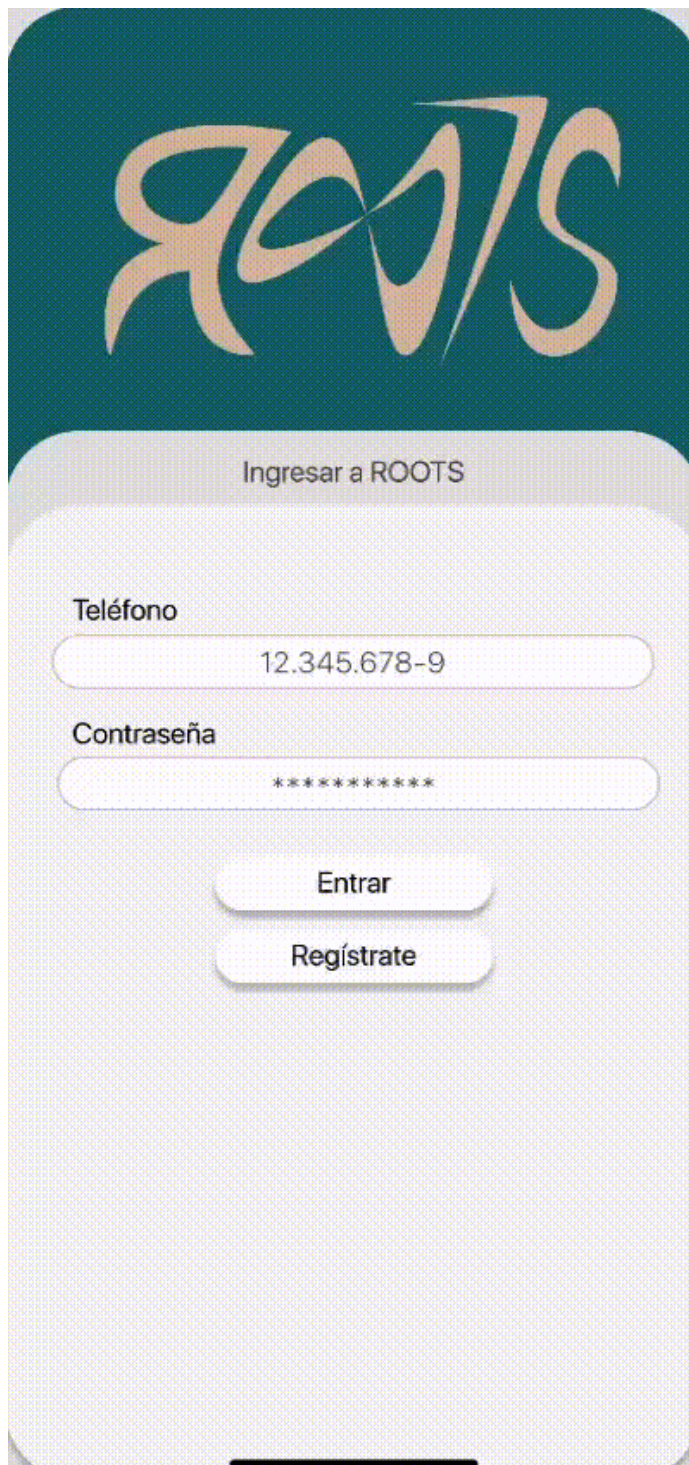 ROOTS
Ingresar a ROOTS
Teléfono
12.345.678-9
Contraseña
***********
Entrar
Regístrate